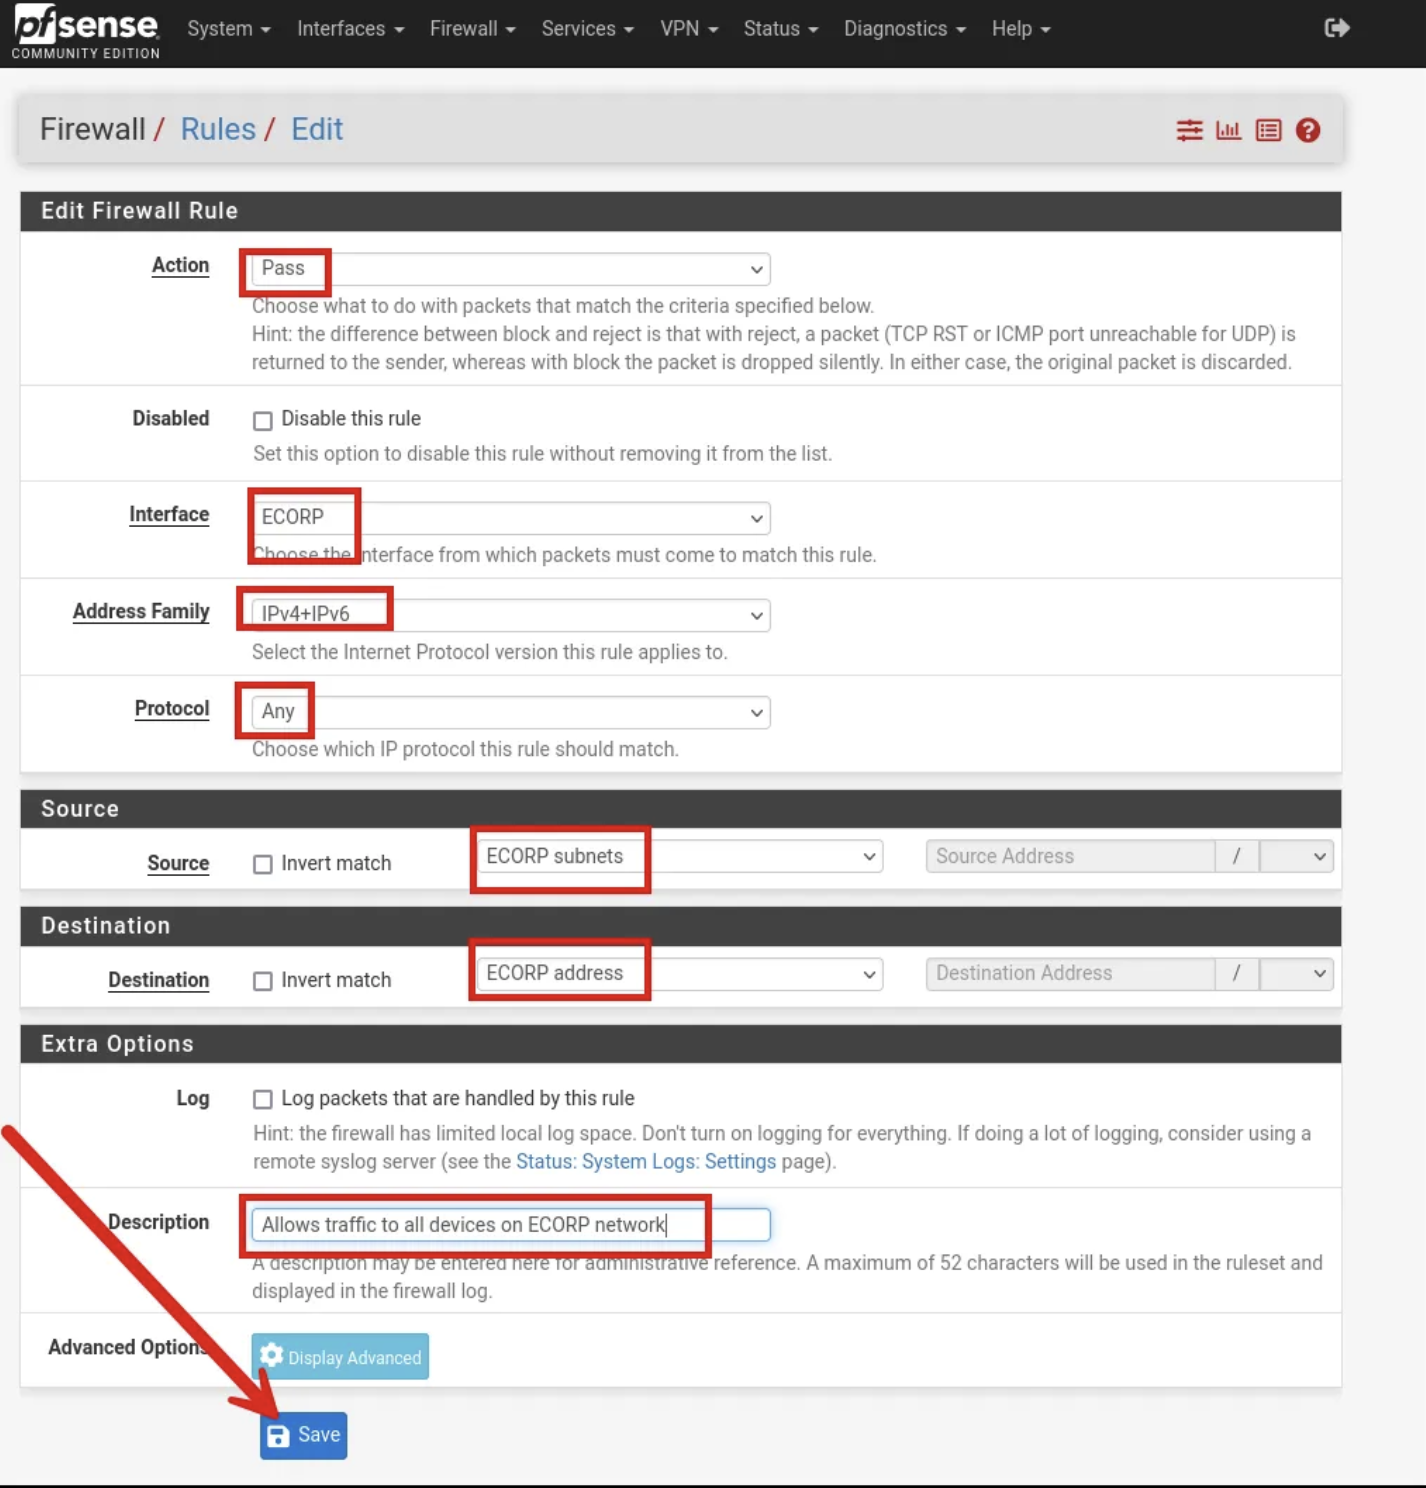 pfsense
COMMUNITY EDITION
System Interfaces Firewall Services VPN Status Diagnostics Help
Firewall / Rules / Edit
Edit Firewall Rule
Action
Pass
Choose what to do with packets that match the criteria specified below.
Hint: the difference between block and reject is that with reject, a packet (TCP RST or ICMP port unreachable for UDP) is
returned to the sender, whereas with block the packet is dropped silently. In either case, the original packet is discarded.
Disabled
Disable this rule
Set this option to disable this rule without removing it from the list.
Interface
ECORP
Choose the interface from which packets must come to match this rule.
Address Family
IPv4+IPv6
Select the Internet Protocol version this rule applies to.
Protocol
Any
Choose which IP protocol this rule should match.
Source
Source Invert match ECORP subnets Source Address /
Destination
Destination Invert match ECORP address Destination Address /
Extra Options
Log
Log packets that are handled by this rule
Hint: the firewall has limited local log space. Don't turn on logging for everything. If doing a lot of logging, consider using a
remote syslog server (see the Status: System Logs: Settings page).
Description
Allows traffic to all devices on ECORP network
A description may be entered here for administrative reference. A maximum of 52 characters will be used in the ruleset and
displayed in the firewall log.
Advanced Options
Display Advanced
Save